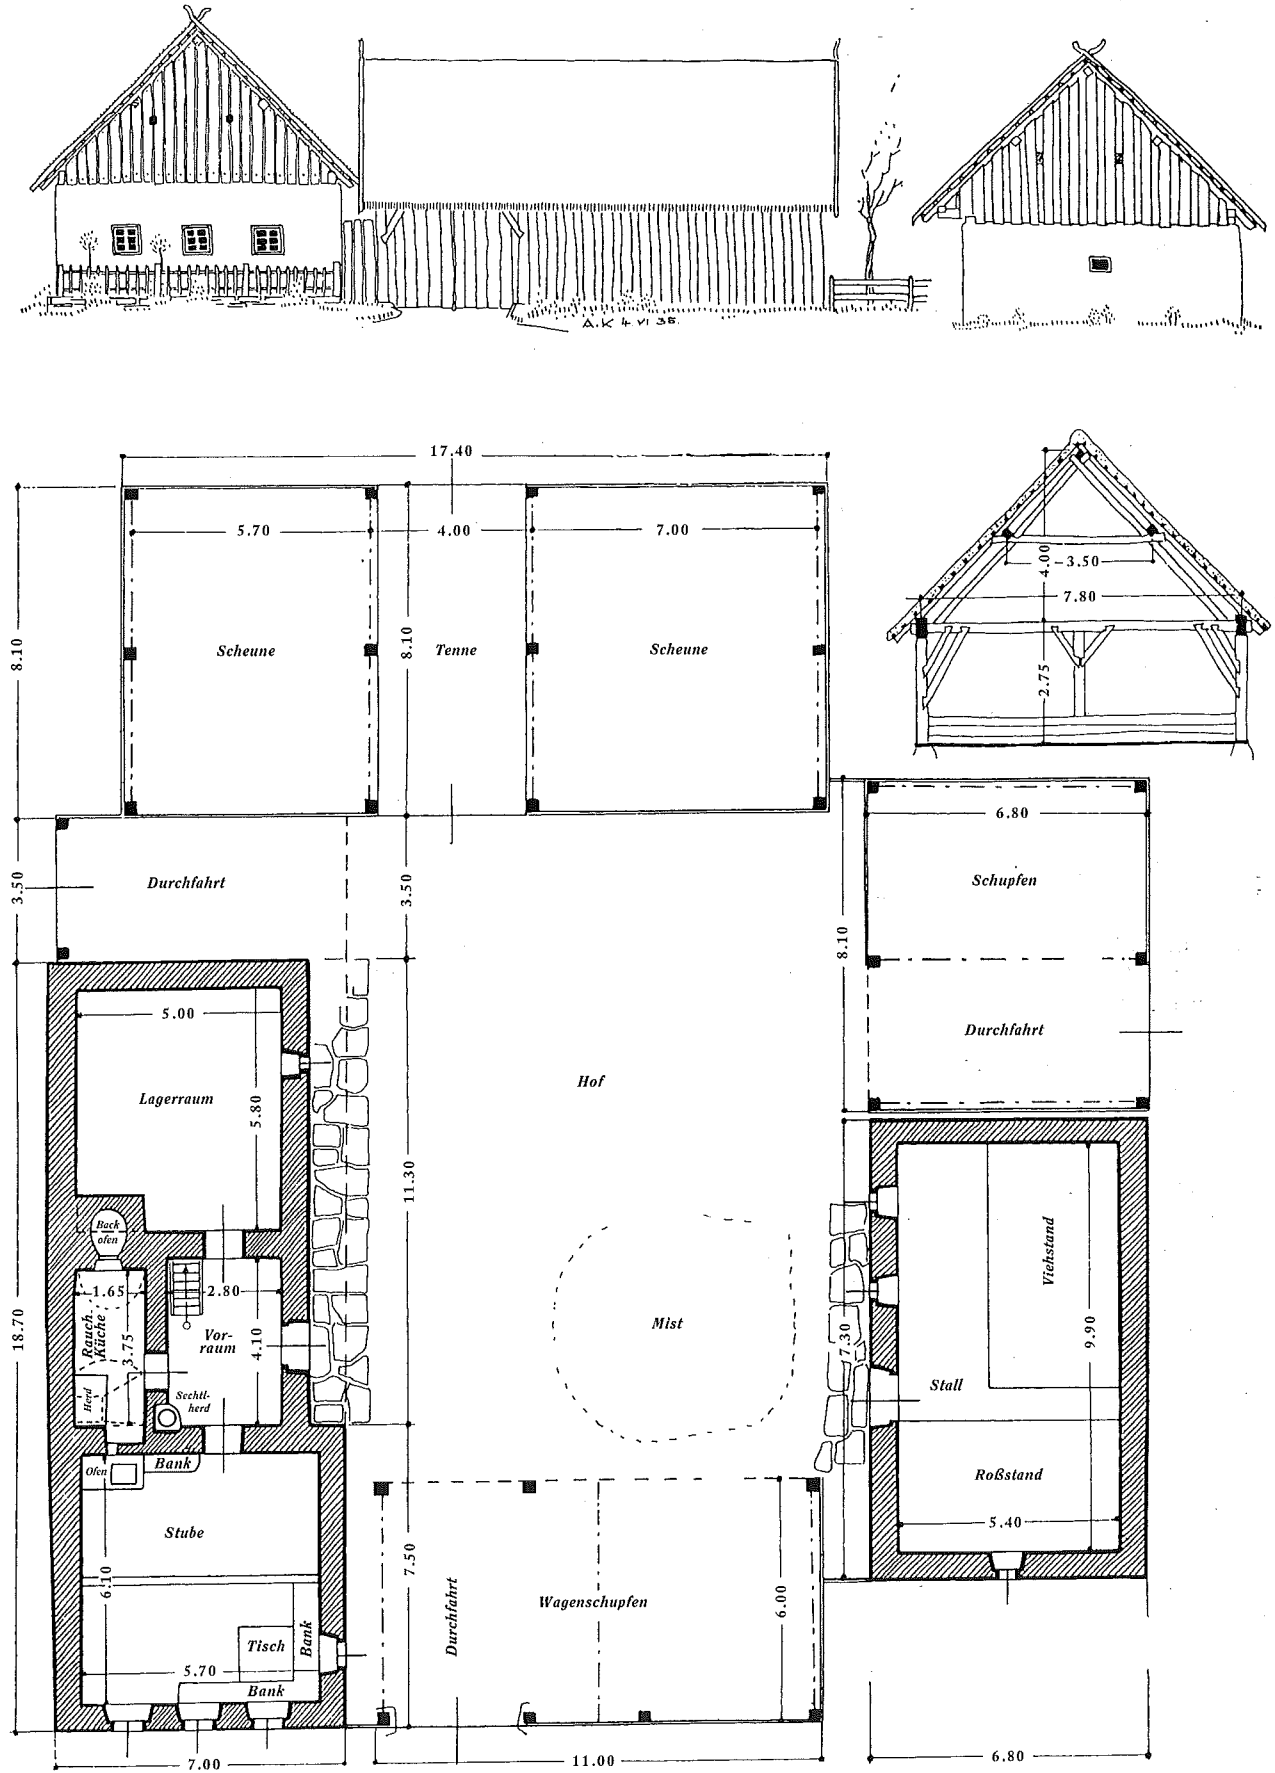 A.K 4 VI 35.
17.40
5.70
4.00
7.00
8.10
8.10
Scheune
Tenne
Scheune
4.00
3.50
7.80
2.75
6.80
Schupfen
Durchfahrt
3.50
3.50
8.10
Durchfahrt
5.00
Lagerraum
5.80
Hof
11.30
Back
ofen
1.65
2.80
Rauch
Küche
3.75
Vor-
raum
4.10
Herd
Sechtl-
herd
18.70
Mist
7.30
Viehstand
9.90
Stall
Roßstand
5.40
Ofen
Bank
Stube
6.10
Tisch
Bank
5.70
Bank
7.50
Durchfahrt
Wagenschupfen
6.00
7.00
11.00
6.80